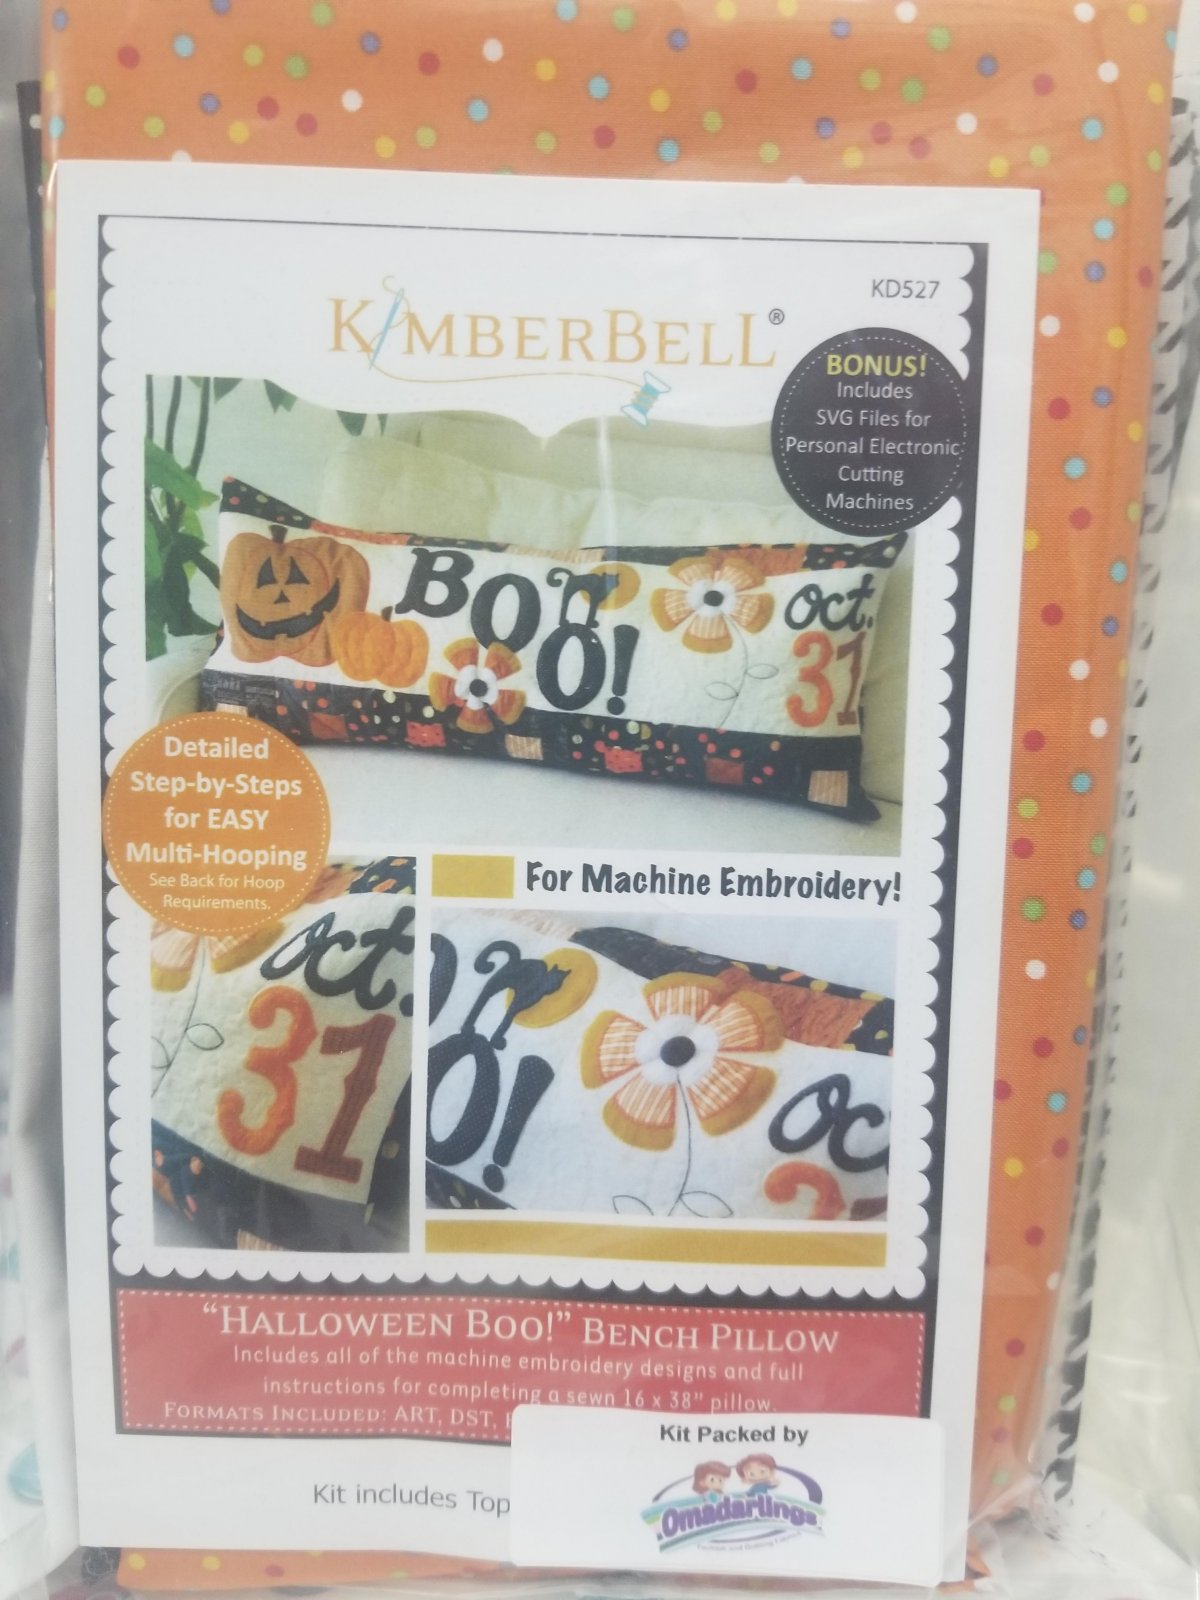 KD527
KIMBERBELL®
BONUS!
Includes
SVG Files for
Personal Electronic
Cutting
Machines
BOO!
oct.
31
Detailed
Step-by-Steps
for EASY
Multi-Hooping
See Back for Hoop
Requirements.
For Machine Embroidery!
oct.
31
O!
oc
3
"HALLOWEEN BOO!" BENCH PILLOW
Includes all of the machine embroidery designs and full
instructions for completing a sewn 16 x 38" pillow.
FORMATS INCLUDED: ART, DST,
Kit Packed by
Omadarlings
Kit includes Top